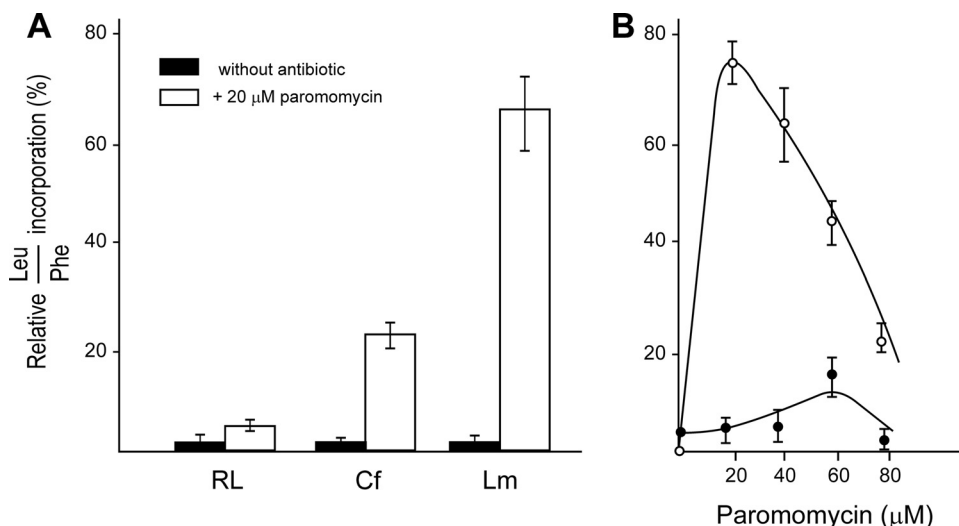 A
80
60
40
20
Relative Leu/Phe incorporation (%)
without antibiotic
+ 20 μM paromomycin
RL Cf Lm
B
80
60
40
20
20 40 60 80
Paromomycin (μM)